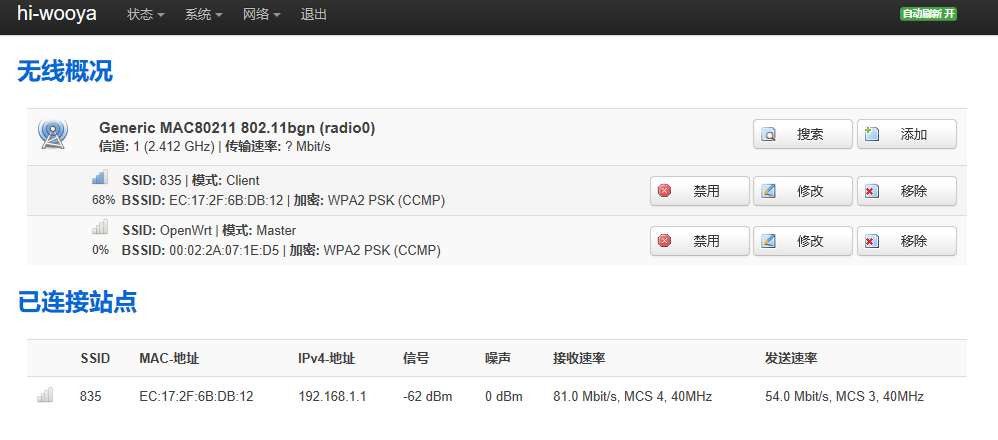 hi-wooya 状态 系统 网络 退出 自动刷新 开
无线概况
Generic MAC80211 802.11bgn (radio0)
信道: 1 (2.412 GHz) | 传输速率: ? Mbit/s
搜索 添加
SSID: 835 | 模式: Client
68% BSSID: EC:17:2F:6B:DB:12 | 加密: WPA2 PSK (CCMP)
禁用 修改 移除
SSID: OpenWrt | 模式: Master
0% BSSID: 00:02:2A:07:1E:D5 | 加密: WPA2 PSK (CCMP)
禁用 修改 移除
已连接站点
SSID MAC-地址 IPv4-地址 信号 噪声 接收速率 发送速率
835 EC:17:2F:6B:DB:12 192.168.1.1 -62 dBm 0 dBm 81.0 Mbit/s, MCS 4, 40MHz 54.0 Mbit/s, MCS 3, 40MHz